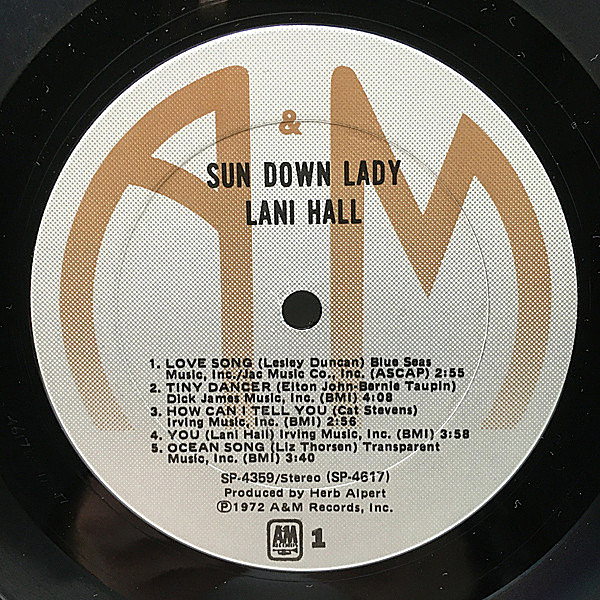 A & M
SUN DOWN LADY
LANI HALL
1. LOVE SONG (Lesley Duncan) Blue Seas
Music, Inc./Jac Music Co., Inc. (ASCAP) 2:55
2. TINY DANCER (Elton John-Bernie Taupin)
Dick James Music, Inc. (BMI) 4:08
3. HOW CAN I TELL YOU (Cat Stevens)
Irving Music, Inc. (BMI) 2:56
4. YOU (Lani Hall) Irving Music, Inc. (BMI) 3:58
5. OCEAN SONG (Liz Thorsen) Transparent
Music, Inc. (BMI) 3:40
SP-4359/Stereo (SP-4617)
Produced by Herb Alpert
℗1972 A&M Records, Inc.
A&M
RECORDS
1